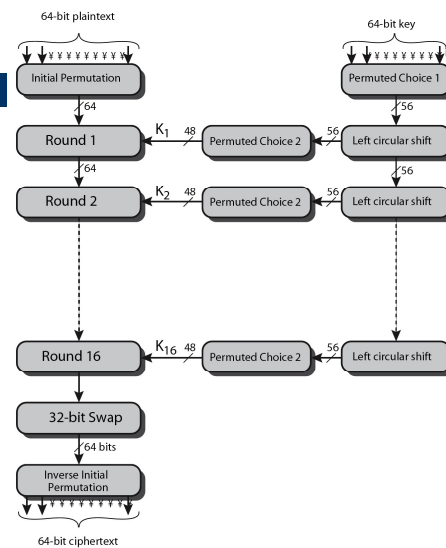 64-bit plaintext
64-bit key
¥ ¥ ¥ ¥ ¥ ¥ ¥ ¥ ¥
¥ ¥ ¥ ¥ ¥ ¥ ¥
Initial Permutation
Permuted Choice 1
64
56
Round 1
K1
48
Permuted Choice 2
56
Left circular shift
64
56
Round 2
K2
48
Permuted Choice 2
56
Left circular shift
Round 16
K16
48
Permuted Choice 2
56
Left circular shift
32-bit Swap
64 bits
Inverse Initial
Permutation
¥ ¥ ¥ ¥ ¥ ¥ ¥ ¥ ¥
64-bit ciphertext